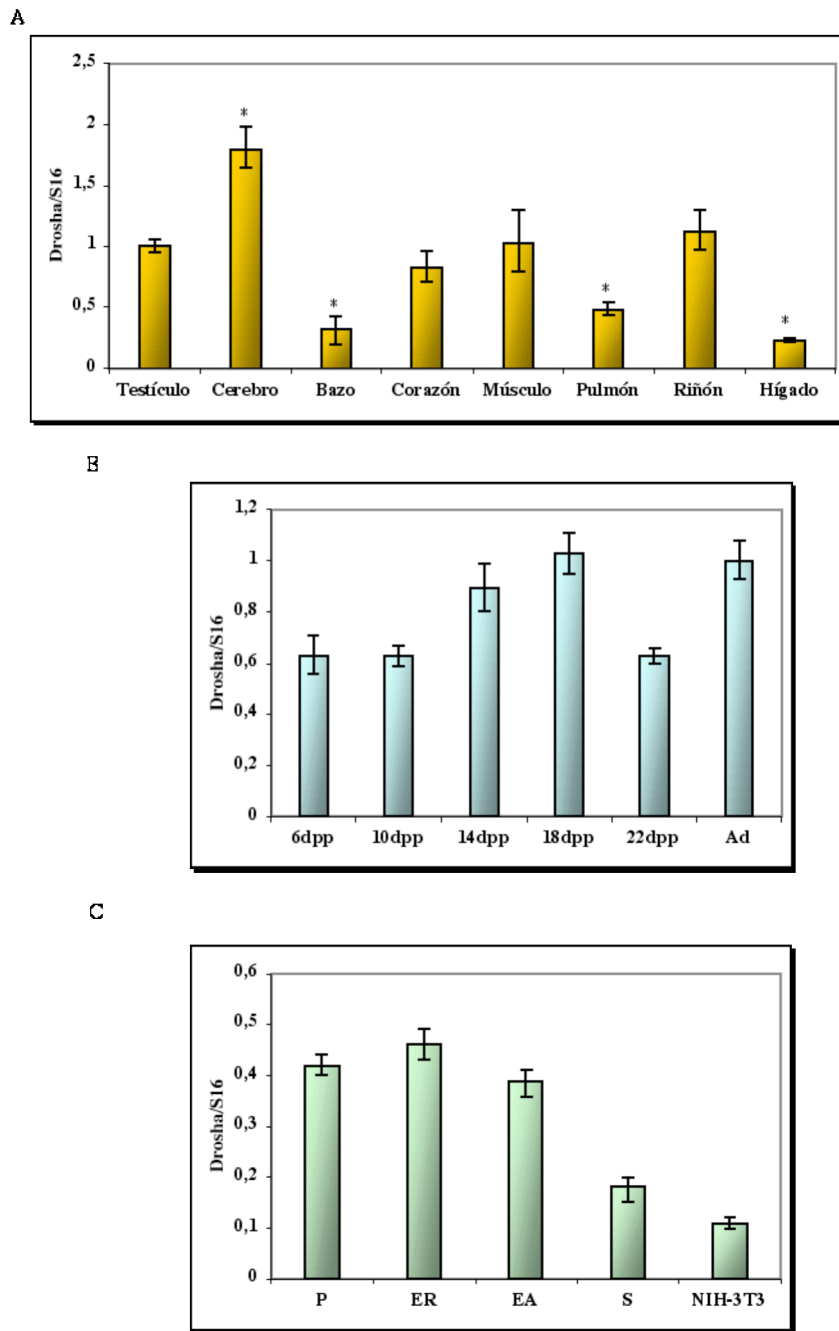 A
2,5
2
1,5
1
0,5
0
Drosha/S16
*
*
*
*
Testículo Cerebro Bazo Corazón Músculo Pulmón Riñón Hígado
B
1,2
1
0,8
0,6
0,4
0,2
0
Drosha/S16
6dpp 10dpp 14dpp 18dpp 22dpp Ad
C
0,6
0,5
0,4
0,3
0,2
0,1
0
Drosha/S16
P ER EA S NIH-3T3